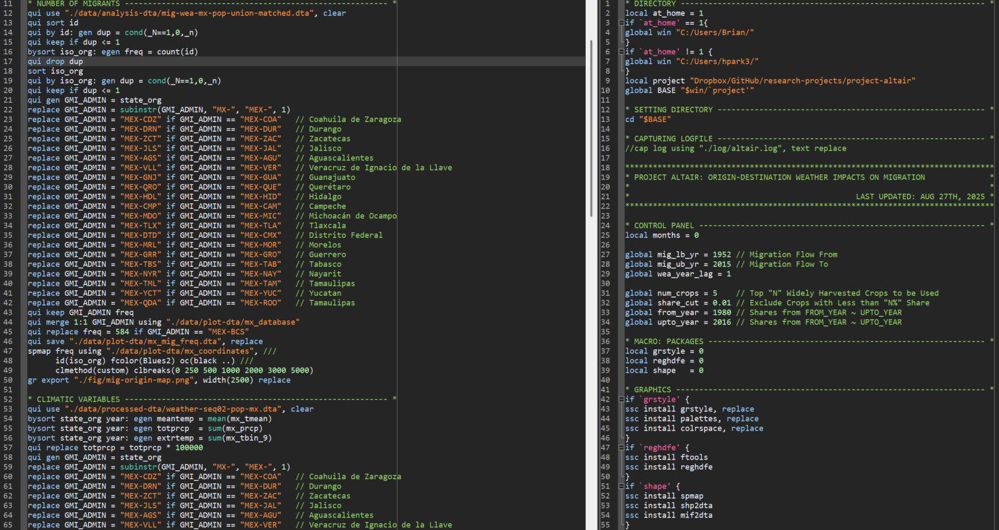 11 * NUMBER OF MIGRANTS --------------------------------------------------------- *
12 qui use "./data/analysis-dta/mig-wea-mx-pop-union-matched.dta", clear
13 qui sort id
14 qui by id: gen dup = cond(_N==1,0,_n)
15 qui keep if dup <= 1
16 bysort iso_org: egen freq = count(id)
17 qui drop dup
18 sort iso_org
19 qui by iso_org: gen dup = cond(_N==1,0,_n)
20 qui keep if dup <= 1
21 qui gen GMI_ADMIN = state_org
22 replace GMI_ADMIN = subinstr(GMI_ADMIN, "MX-", "MEX-", 1)
23 replace GMI_ADMIN = "MEX-CDZ" if GMI_ADMIN == "MEX-COA"   // Coahuila de Zaragoza
24 replace GMI_ADMIN = "MEX-DRN" if GMI_ADMIN == "MEX-DUR"   // Durango
25 replace GMI_ADMIN = "MEX-ZCT" if GMI_ADMIN == "MEX-ZAC"   // Zacatecas
26 replace GMI_ADMIN = "MEX-JLS" if GMI_ADMIN == "MEX-JAL"   // Jalisco
27 replace GMI_ADMIN = "MEX-AGS" if GMI_ADMIN == "MEX-AGU"   // Aguascalientes
28 replace GMI_ADMIN = "MEX-VLL" if GMI_ADMIN == "MEX-VER"   // Veracruz de Ignacio de la Llave
29 replace GMI_ADMIN = "MEX-GNJ" if GMI_ADMIN == "MEX-GUA"   // Guanajuato
30 replace GMI_ADMIN = "MEX-QRO" if GMI_ADMIN == "MEX-QUE"   // Querétaro
31 replace GMI_ADMIN = "MEX-HDL" if GMI_ADMIN == "MEX-HID"   // Hidalgo
32 replace GMI_ADMIN = "MEX-CMP" if GMI_ADMIN == "MEX-CAM"   // Campeche
33 replace GMI_ADMIN = "MEX-MDO" if GMI_ADMIN == "MEX-MIC"   // Michoacán de Ocampo
34 replace GMI_ADMIN = "MEX-TLX" if GMI_ADMIN == "MEX-TLA"   // Tlaxcala
35 replace GMI_ADMIN = "MEX-DTD" if GMI_ADMIN == "MEX-CMX"   // Distrito Federal
36 replace GMI_ADMIN = "MEX-MRL" if GMI_ADMIN == "MEX-MOR"   // Morelos
37 replace GMI_ADMIN = "MEX-GRR" if GMI_ADMIN == "MEX-GRO"   // Guerrero
38 replace GMI_ADMIN = "MEX-TBS" if GMI_ADMIN == "MEX-TAB"   // Tabasco
39 replace GMI_ADMIN = "MEX-NYR" if GMI_ADMIN == "MEX-NAY"   // Nayarit
40 replace GMI_ADMIN = "MEX-TML" if GMI_ADMIN == "MEX-TAM"   // Tamaulipas
41 replace GMI_ADMIN = "MEX-YCT" if GMI_ADMIN == "MEX-YUC"   // Yucatan
42 replace GMI_ADMIN = "MEX-QDA" if GMI_ADMIN == "MEX-ROO"   // Tamaulipas
43 qui keep GMI_ADMIN freq
44 qui merge 1:1 GMI_ADMIN using "./data/plot-dta/mx_database"
45 qui replace freq = 584 if GMI_ADMIN == "MEX-BCS"
46 qui save "./data/plot-dta/mx_mig_freq.dta", replace
47 spmap freq using "./data/plot-dta/mx_coordinates", ///
48       id(iso_org) fcolor(Blues2) oc(black ..) ///
49       clmethod(custom) clbreaks(0 250 500 1000 2000 3000 5000)
50 gr export "./fig/mig-origin-map.png", width(2500) replace
51
52 * CLIMATIC VARIABLES --------------------------------------------------------- *
53 qui use "./data/processed-dta/weather-seq02-pop-mx.dta", clear
54 bysort state_org year: egen meantemp = mean(mx_tmean)
55 bysort state_org year: egen totprcp  = sum(mx_prcp)
56 bysort state_org year: egen extrtemp = sum(mx_tbin_9)
57 qui replace totprcp = totprcp * 100000
58 qui gen GMI_ADMIN = state_org
59 replace GMI_ADMIN = subinstr(GMI_ADMIN, "MX-", "MEX-", 1)
60 replace GMI_ADMIN = "MEX-CDZ" if GMI_ADMIN == "MEX-COA"   // Coahuila de Zaragoza
61 replace GMI_ADMIN = "MEX-DRN" if GMI_ADMIN == "MEX-DUR"   // Durango
62 replace GMI_ADMIN = "MEX-ZCT" if GMI_ADMIN == "MEX-ZAC"   // Zacatecas
63 replace GMI_ADMIN = "MEX-JLS" if GMI_ADMIN == "MEX-JAL"   // Jalisco
64 replace GMI_ADMIN = "MEX-AGS" if GMI_ADMIN == "MEX-AGU"   // Aguascalientes
65 replace GMI_ADMIN = "MEX-VLL" if GMI_ADMIN == "MEX-VER"   // Veracruz de Ignacio de la Llave
1 * DIRECTORY ------------------------------------------------------------------- *
2 local at_home = 1
3 if `at_home' == 1{
4 global win "C:/Users/Brian/"
5 }
6 if `at_home' != 1 {
7 global win "C:/Users/hpark3/"
8 }
9 local project "Dropbox/GitHub/research-projects/project-altair"
10 global BASE "$win/`project'"
11
12 * SETTING DIRECTORY ---------------------------------------------------------- *
13 cd "$BASE"
14
15 * CAPTURING LOGFILE ---------------------------------------------------------- *
16 //cap log using "./log/altair.log", text replace
17
18 ********************************************************************************
19 * PROJECT ALTAIR: ORIGIN-DESTINATION WEATHER IMPACTS ON MIGRATION              *
20 *                                                                              *
21 *                                                 LAST UPDATED: AUG 27TH, 2025 *
22 ********************************************************************************
23
24 * CONTROL PANEL -------------------------------------------------------------- *
25 local months = 0
26
27 global mig_lb_yr = 1952 // Migration Flow From
28 global mig_ub_yr = 2015 // Migration Flow To
29 global wea_year_lag = 1
30
31 global num_crops = 5    // Top "N" Widely Harvested Crops to be Used
32 global share_cut = 0.01 // Exclude Crops with Less than "N%" Share
33 global from_year = 1980 // Shares from FROM_YEAR ~ UPTO_YEAR
34 global upto_year = 2016 // Shares from FROM_YEAR ~ UPTO_YEAR
35
36 * MACRO: PACKAGES ------------------------------------------------------------ *
37 local grstyle = 0
38 local reghdfe = 0
39 local shape   = 0
40
41 * GRAPHICS ------------------------------------------------------------------- *
42 if `grstyle' {
43 ssc install grstyle, replace
44 ssc install palettes, replace
45 ssc install colrspace, replace
46 }
47 if `reghdfe' {
48 ssc install ftools
49 ssc install reghdfe
50 }
51 if `shape' {
52 ssc install spmap
53 ssc install shp2dta
54 ssc install mif2dta
55 }